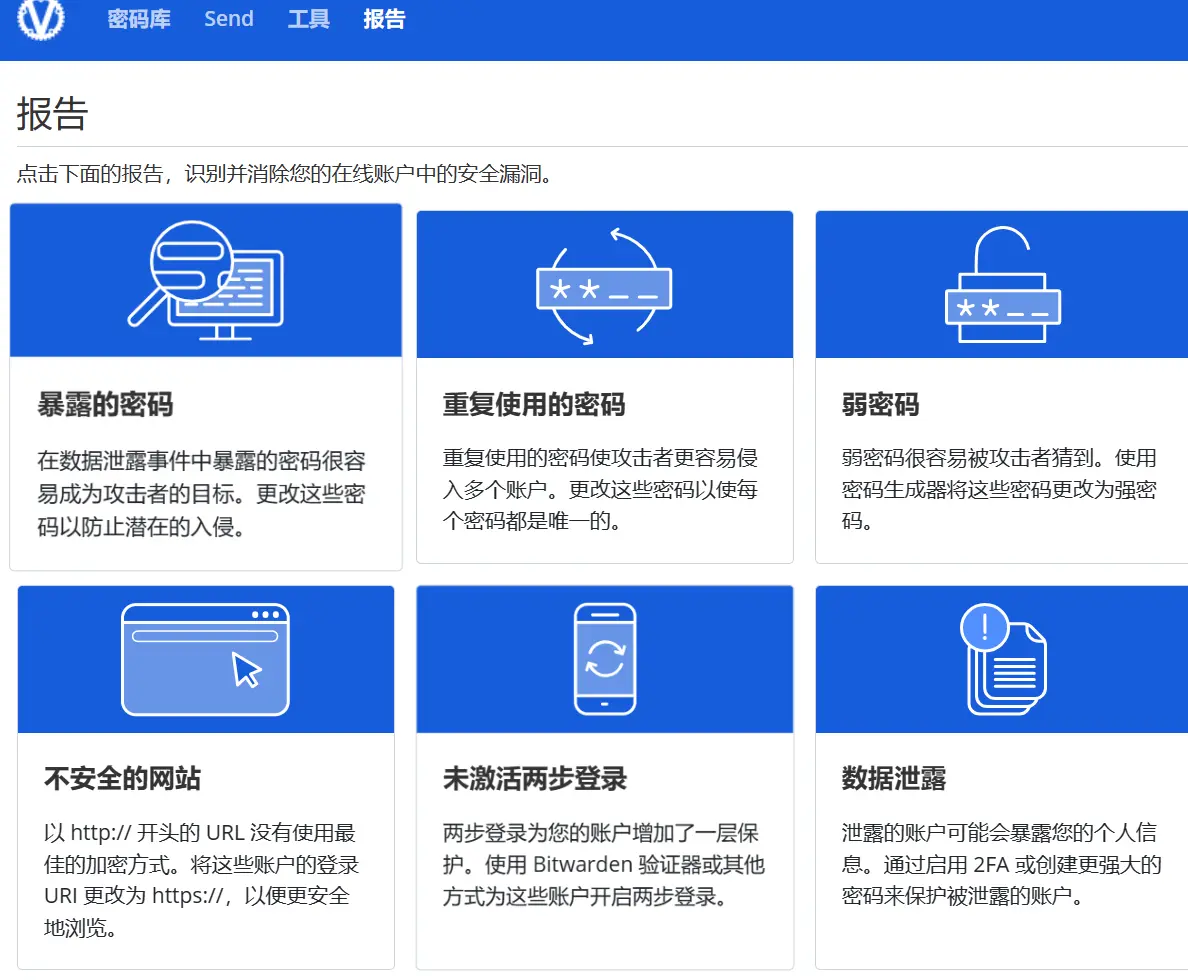 密码库 Send 工具 报告
报告
点击下面的报告，识别并消除您的在线账户中的安全漏洞。
* * _ _
* * _ _
暴露的密码
在数据泄露事件中暴露的密码很容
易成为攻击者的目标。更改这些密
码以防止潜在的入侵。
重复使用的密码
重复使用的密码使攻击者更容易侵
入多个账户。更改这些密码以使每
个密码都是唯一的。
弱密码
弱密码很容易被攻击者猜到。使用
密码生成器将这些密码更改为强密
码。
!
不安全的网站
以 http:// 开头的 URL 没有使用最
佳的加密方式。将这些账户的登录
URI 更改为 https://，以便更安全
地浏览。
未激活两步登录
两步登录为您的账户增加了一层保
护。使用 Bitwarden 验证器或其他
方式为这些账户开启两步登录。
数据泄露
泄露的账户可能会暴露您的个人信
息。通过启用 2FA 或创建更强大的
密码来保护被泄露的账户。